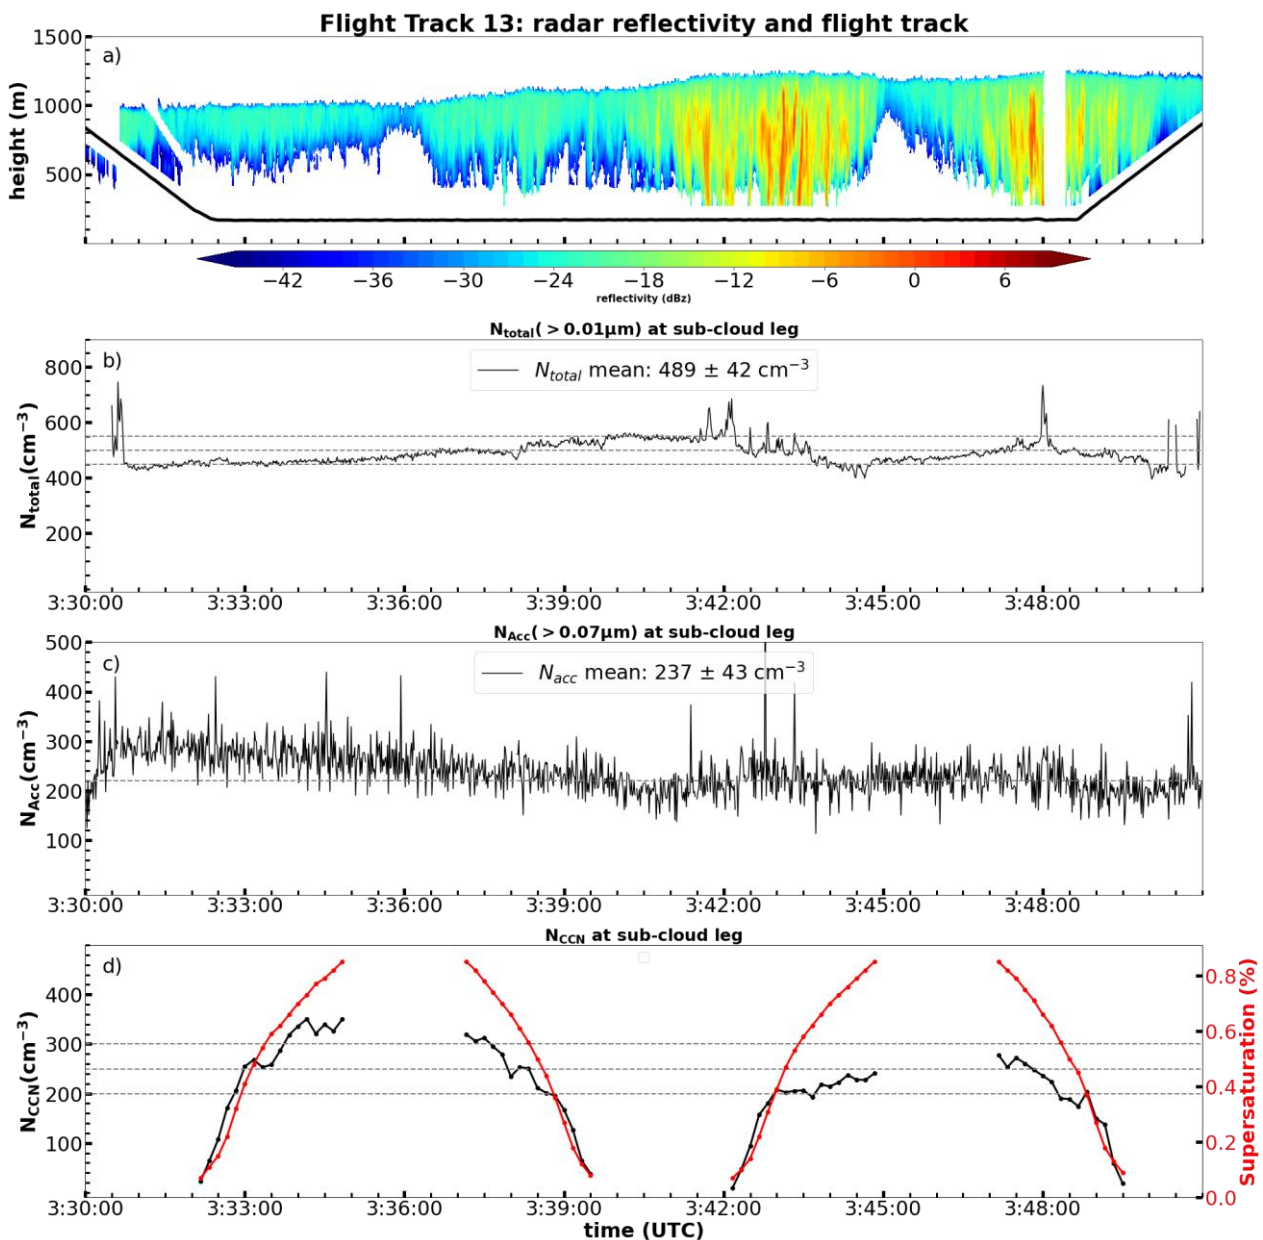 Flight Track 13: radar reflectivity and flight track
a)
height (m)
1500
1000
500
−42 −36 −30 −24 −18 −12 −6 0 6
reflectivity (dBz)
N_total(>0.01μm) at sub-cloud leg
b)
N_total mean: 489 ± 42 cm⁻³
N_total(cm⁻³)
800
600
400
200
3:30:00 3:33:00 3:36:00 3:39:00 3:42:00 3:45:00 3:48:00
N_Acc(>0.07μm) at sub-cloud leg
c)
N_acc mean: 237 ± 43 cm⁻³
N_Acc(cm⁻³)
500
400
300
200
100
3:30:00 3:33:00 3:36:00 3:39:00 3:42:00 3:45:00 3:48:00
N_CCN at sub-cloud leg
d)
N_CCN(cm⁻³)
400
300
200
100
0.8
0.6
0.4
0.2
0.0
Supersaturation (%)
3:30:00 3:33:00 3:36:00 3:39:00 3:42:00 3:45:00 3:48:00
time (UTC)